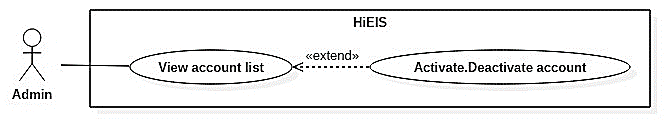 HiEIS
«extend»
View account list
Activate.Deactivate account
Admin